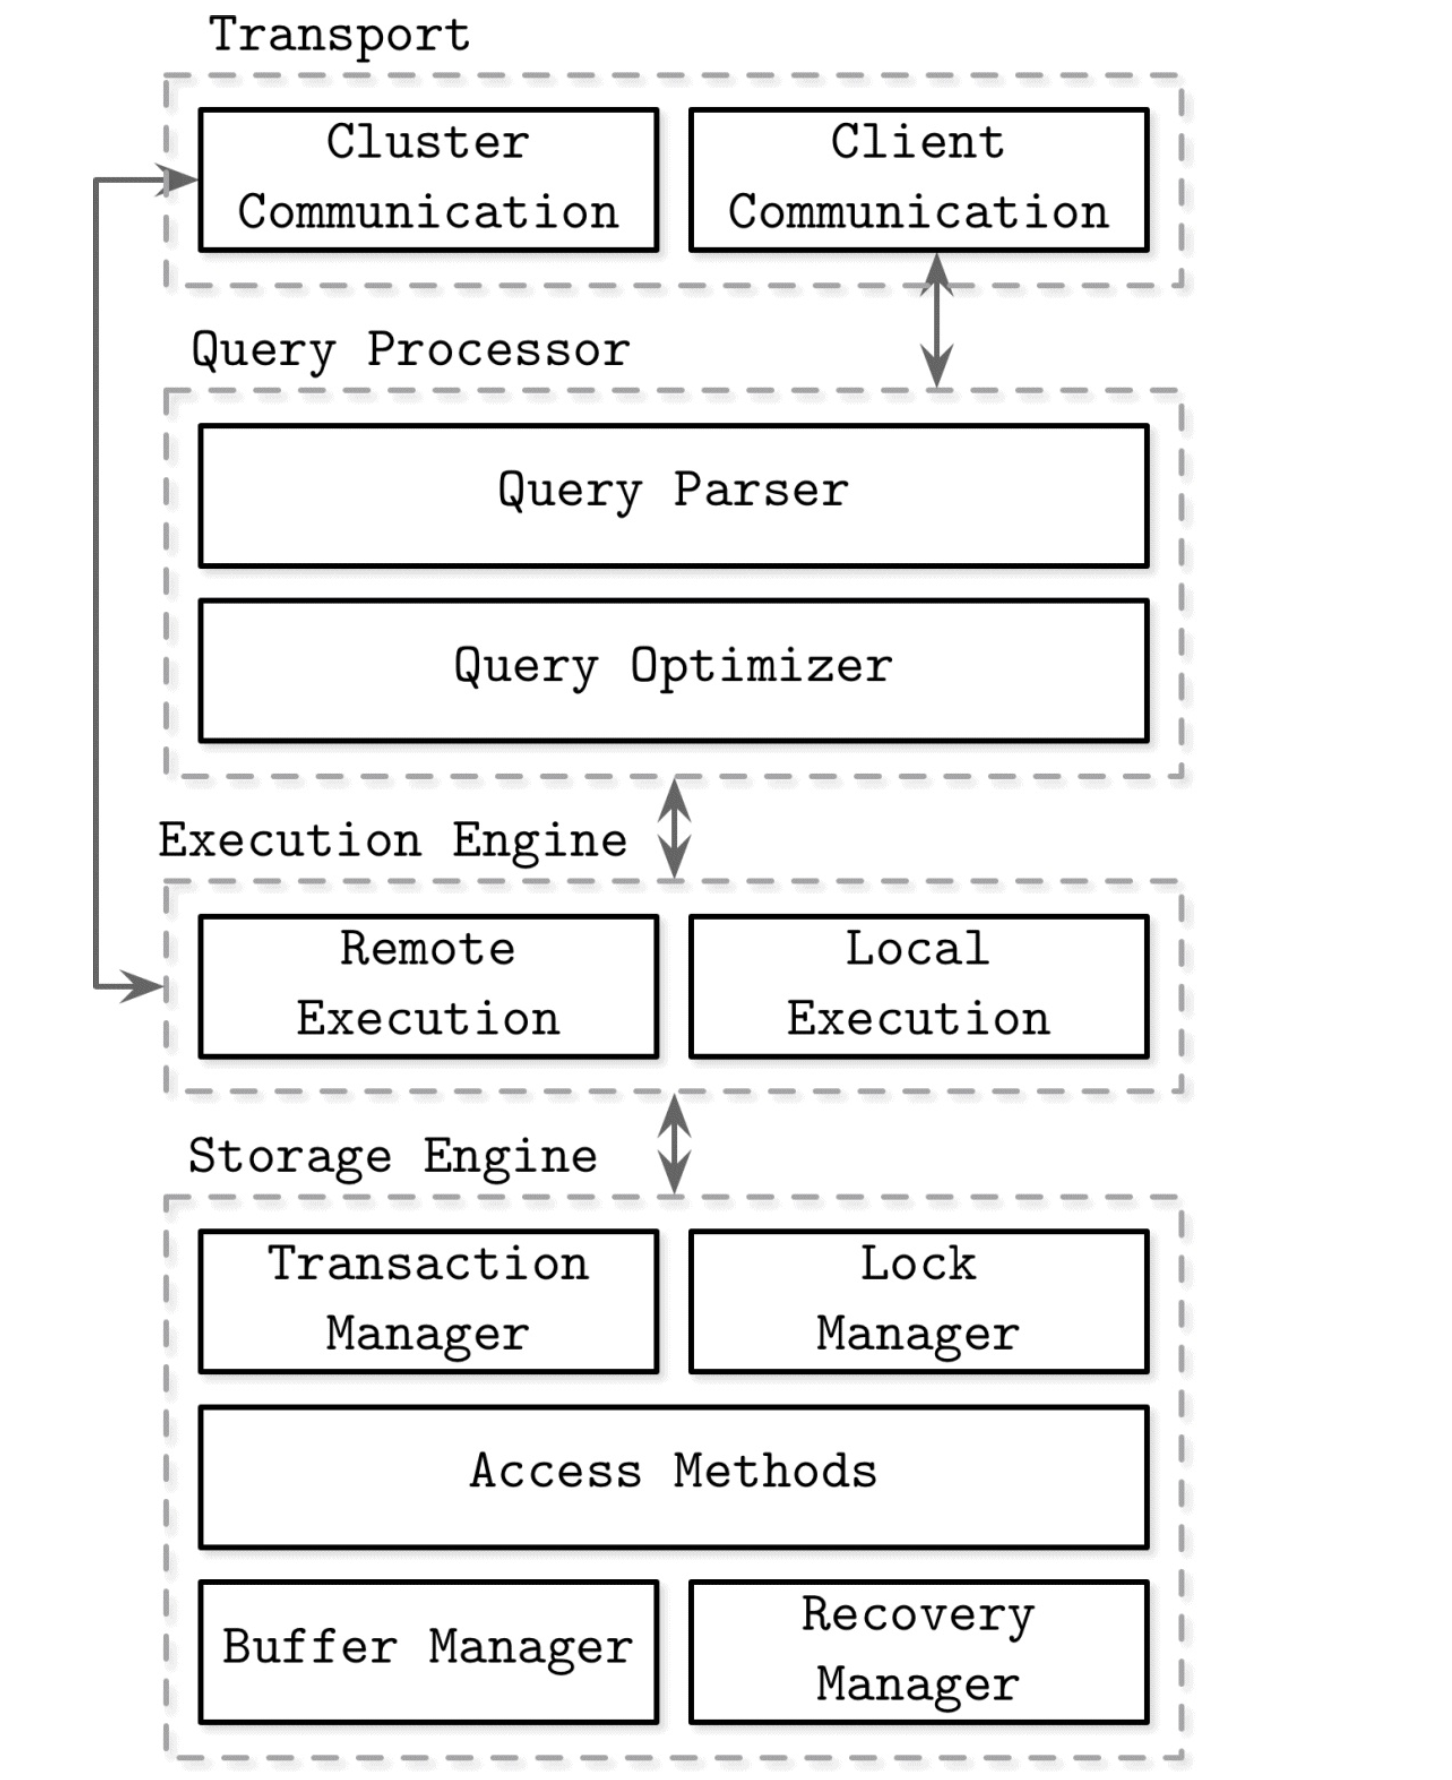 Transport
Cluster
Communication
Client
Communication
Query Processor
Query Parser
Query Optimizer
Execution Engine
Remote
Execution
Local
Execution
Storage Engine
Transaction
Manager
Lock
Manager
Access Methods
Buffer Manager
Recovery
Manager